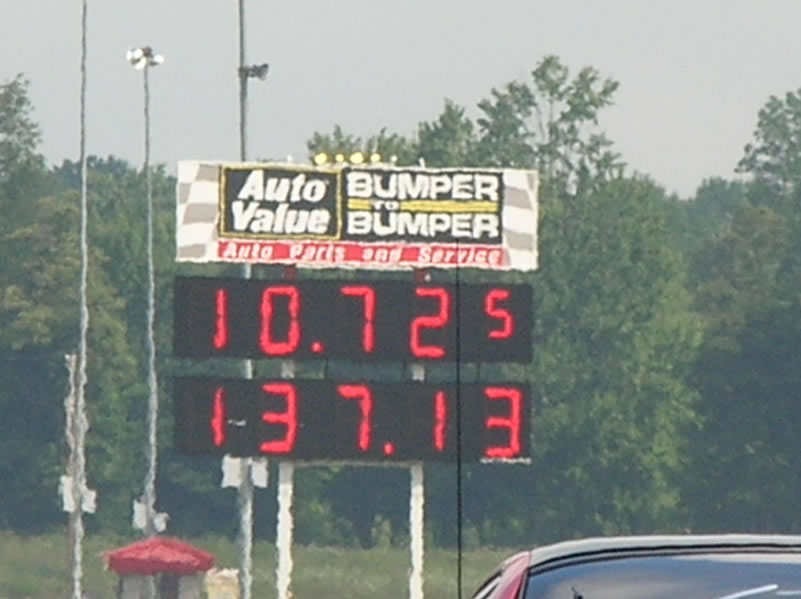 Auto Value
BUMPER TO BUMPER
Auto Parts and Service
10.725
137.13